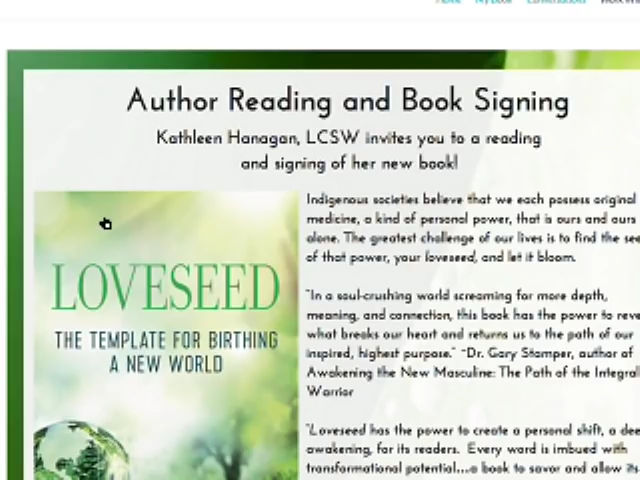 Author Reading and Book Signing
Kathleen Hanagan, LCSW invites you to a reading
and signing of her new book!
LOVESEED
THE TEMPLATE FOR BIRTHING
A NEW WORLD
Indigenous societies believe that we each possess original
medicine, a kind of personal power, that is ours and ours
alone. The greatest challenge of our lives is to find the
of that power, your loveseed, and let it bloom.
"In a soul-crushing world screaming for more depth,
meaning, and connection, this book has the power to
what breaks our heart and returns us to the path of our
inspired, highest purpose." ~Dr. Gary Stamper, author of
Awakening the New Masculine: The Path of the Integral
Warrior
"Loveseed has the power to create a personal shift, a
awakening, for its readers. Every word is imbued with
transformational potential...a book to savor and allow its